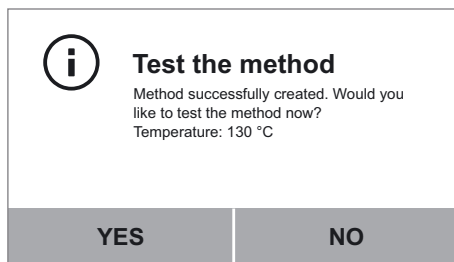 Test the method
Method successfully created. Would you
like to test the method now?
Temperature: 130 °C
YES
NO